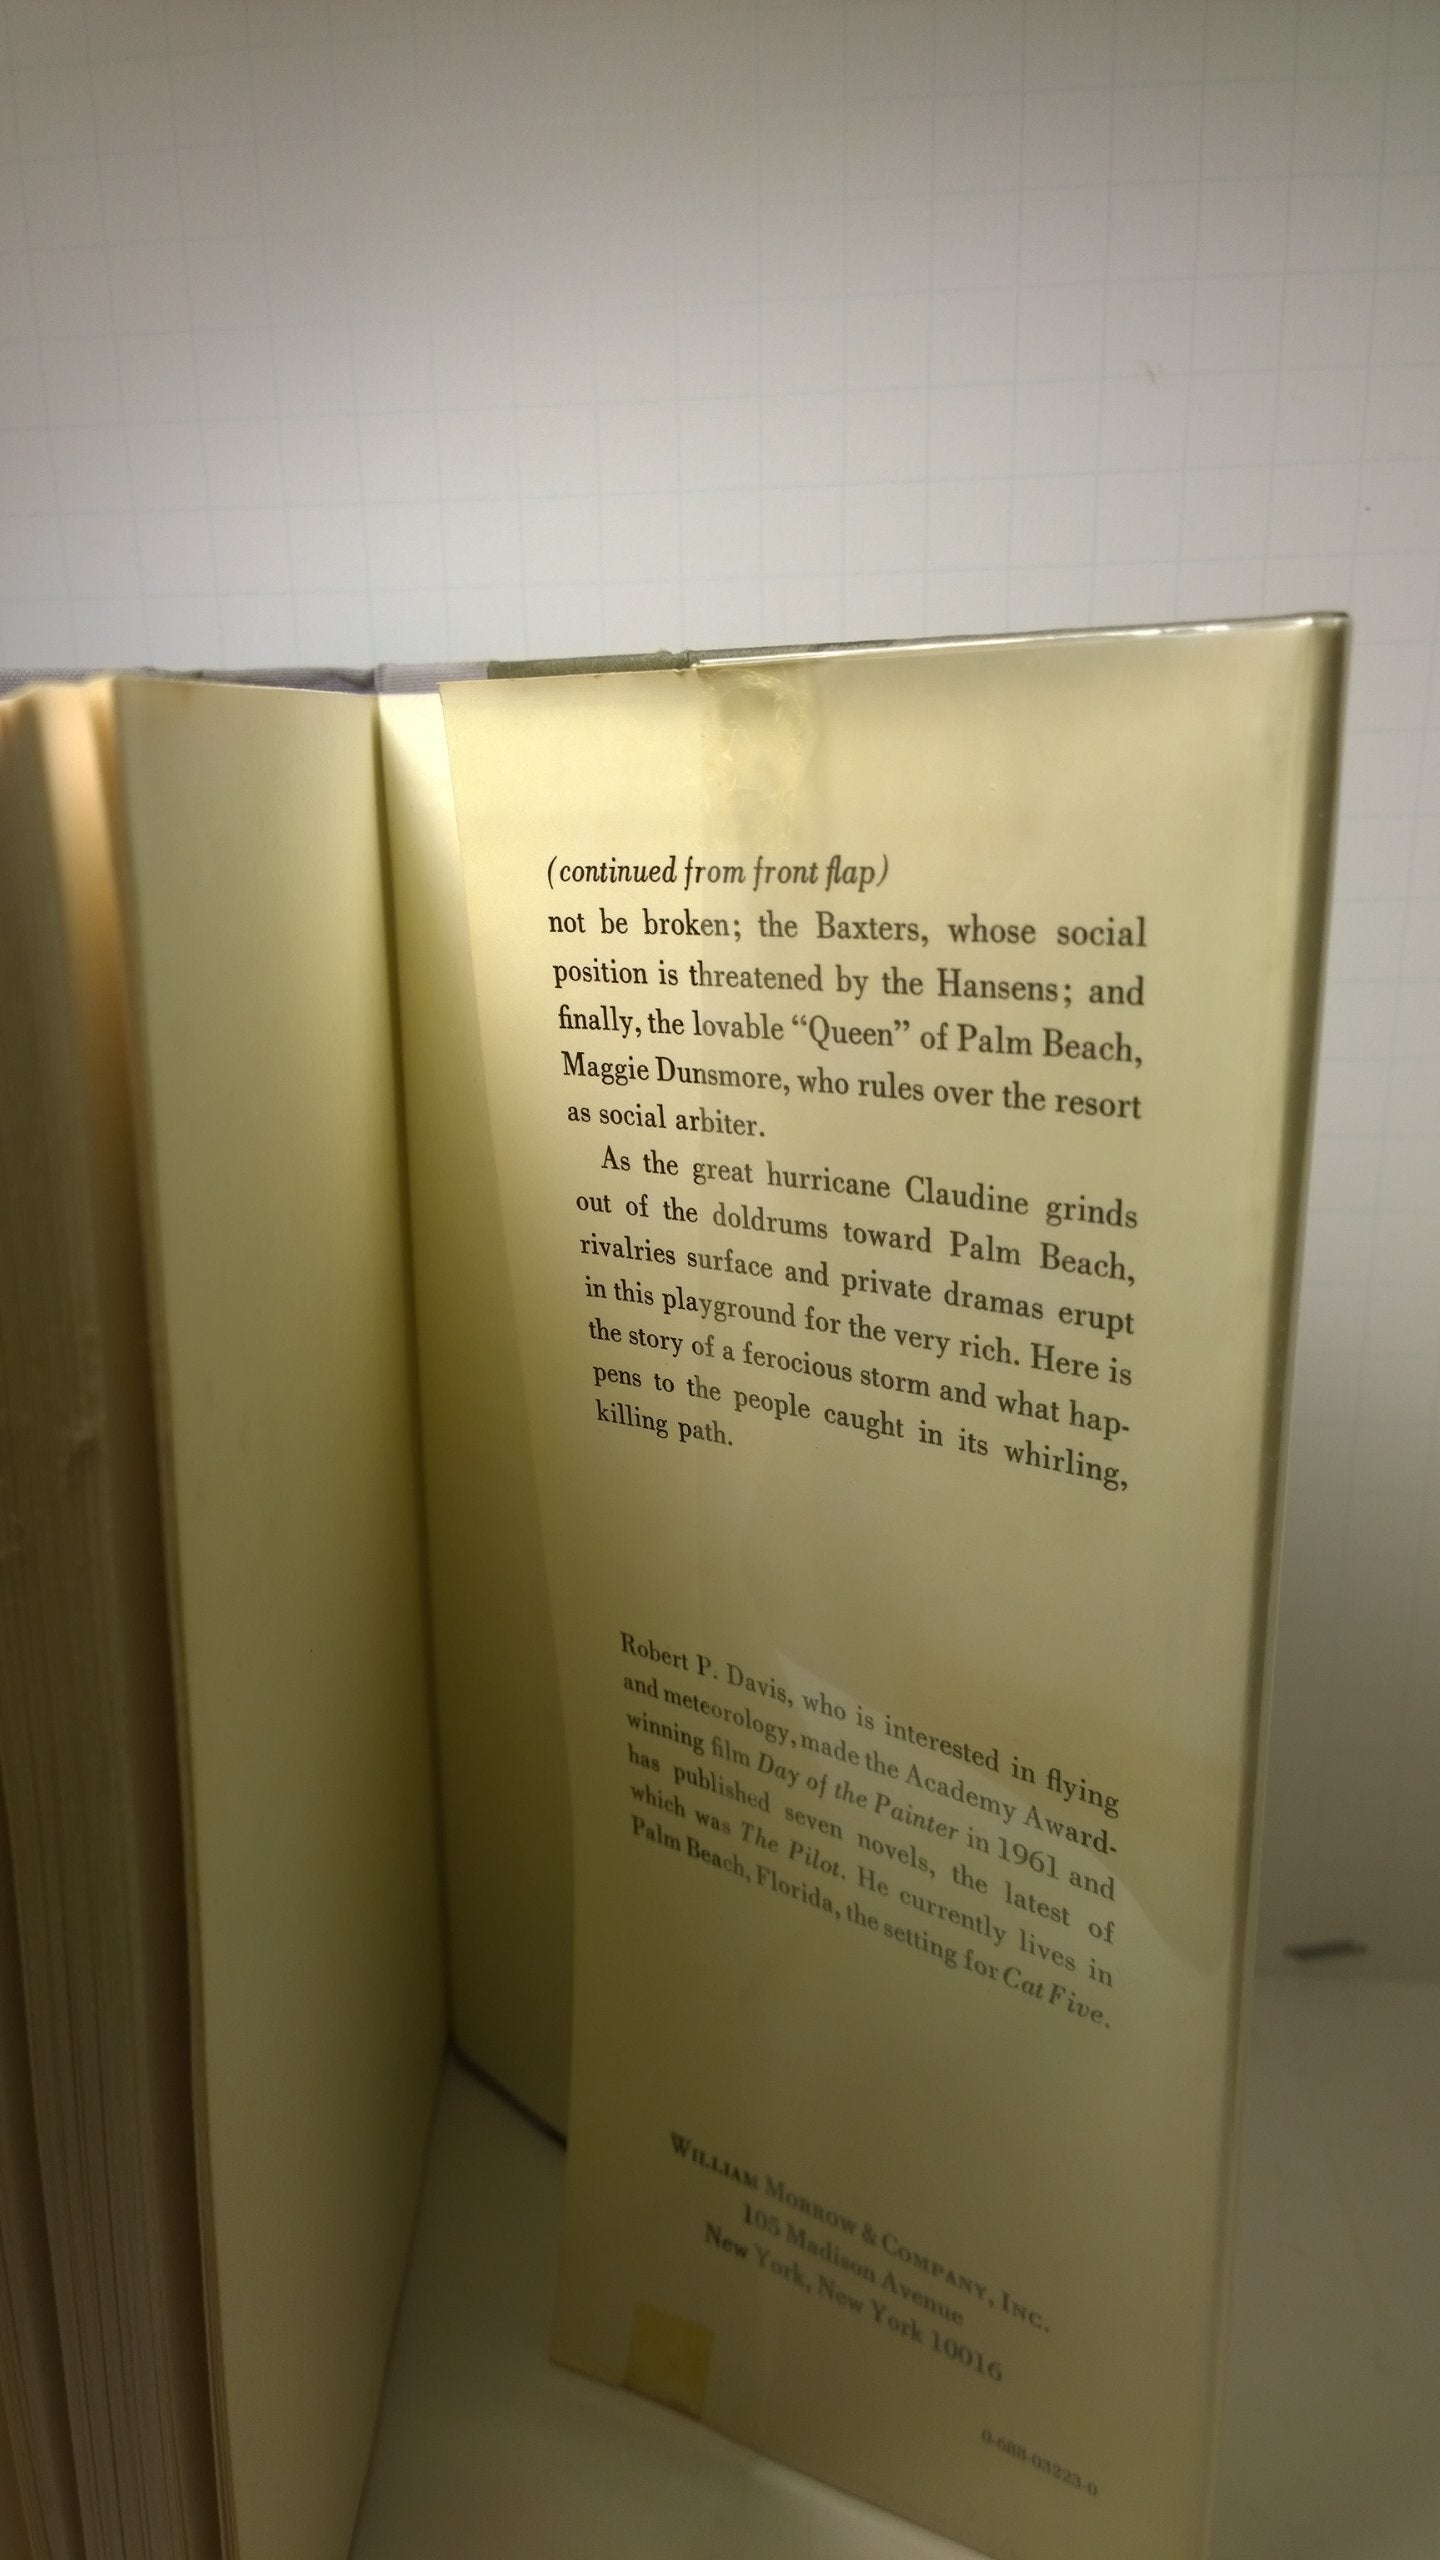 (continued from front flap)
not be broken; the Baxters, whose social
position is threatened by the Hansens; and
finally, the lovable “Queen” of Palm Beach,
Maggie Dunsmore, who rules over the resort
as social arbiter.
As the great hurricane Claudine grinds
out of the doldrums toward Palm Beach,
rivalries surface and private dramas erupt
in this playground for the very rich. Here is
the story of a ferocious storm and what hap-
pens to the people caught in its whirling,
killing path.
Robert P. Davis, who is interested in flying
and meteorology, made the Academy Award-
winning film Day of the Painter in 1961 and
has published seven novels, the latest of
which was The Pilot. He currently lives in
Palm Beach, Florida, the setting for Cat Five.
WILLIAM MORROW & COMPANY, INC.
105 Madison Avenue
New York, New York 10016
0-688-03223-0